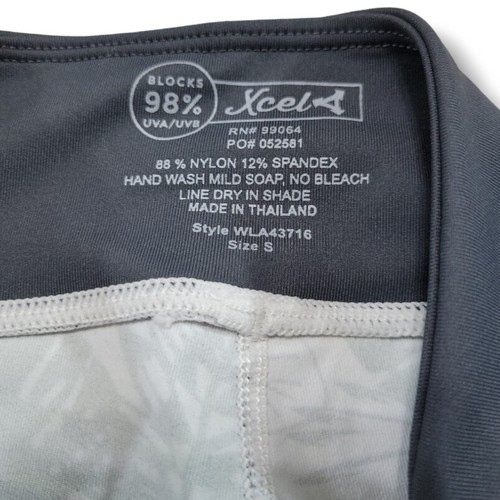 BLOCKS
98%
UVA/UVB
Xcel
RN# 99064
PO# 052581
88 % NYLON 12% SPANDEX
HAND WASH MILD SOAP, NO BLEACH
LINE DRY IN SHADE
MADE IN THAILAND
Style WLA43716
Size S